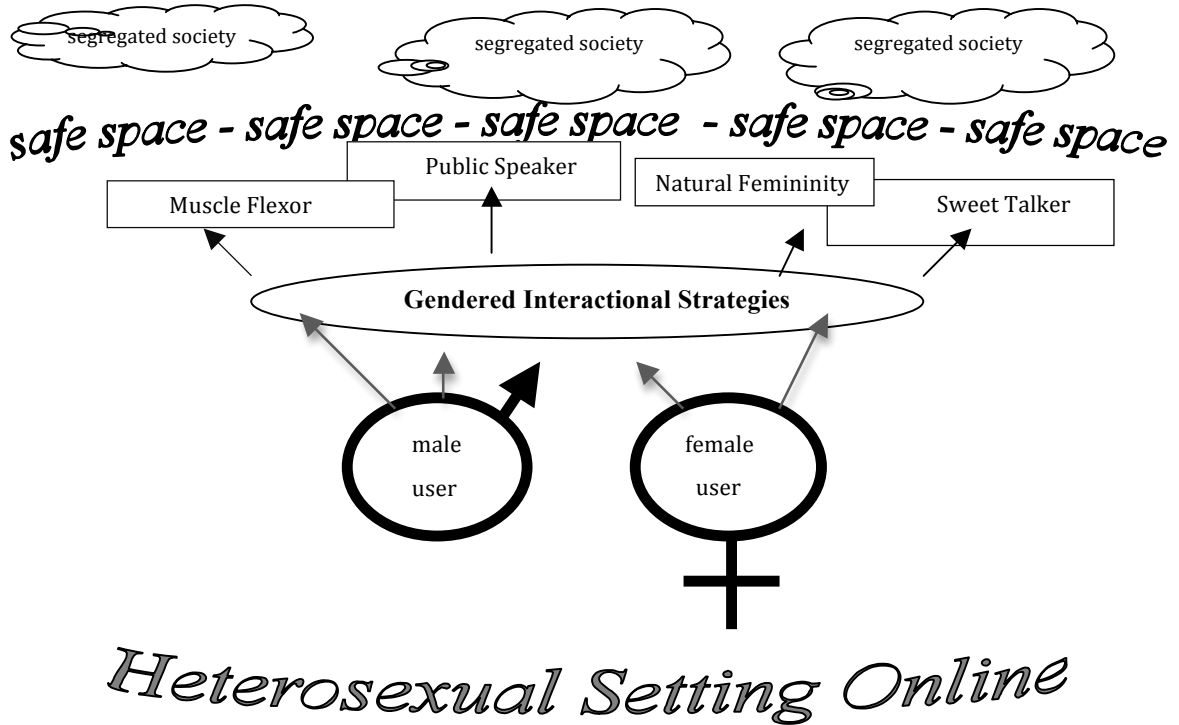 segregated society
segregated society
segregated society
safe space - safe space - safe space - safe space - safe space
Public Speaker
Natural Femininity
Muscle Flexor
Sweet Talker
Gendered Interactional Strategies
male
user
female
user
Heterosexual Setting Online